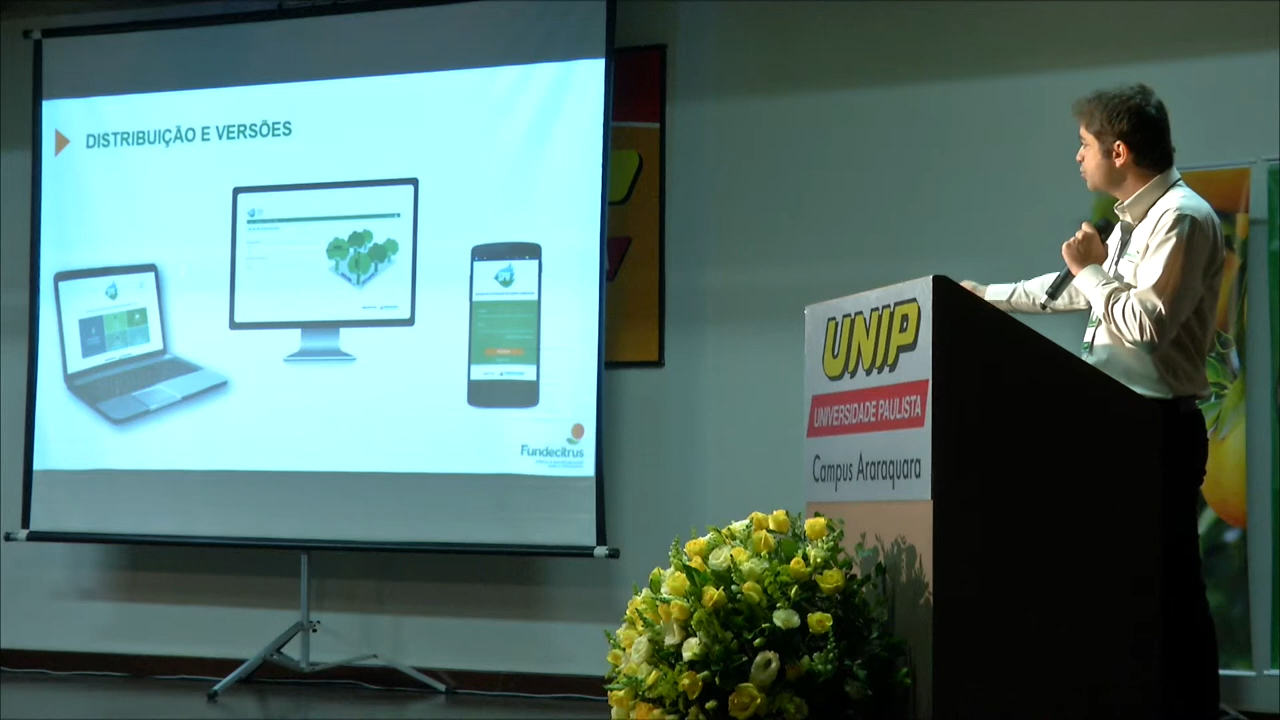 DISTRIBUIÇÃO E VERSÕES
Fundecitrus
UNIP
UNIVERSIDADE PAULISTA
Campus Araraquara